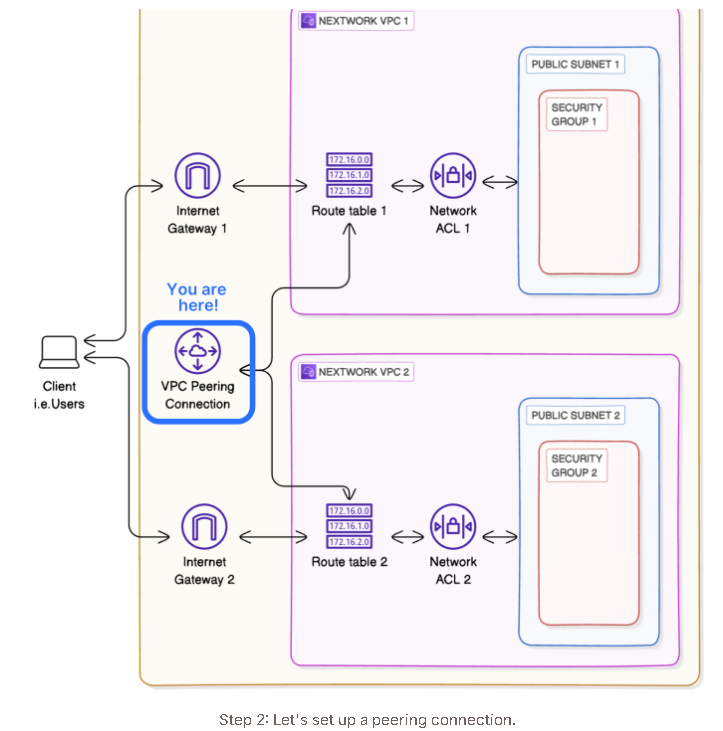 NEXTWORK VPC 1
PUBLIC SUBNET 1
SECURITY
GROUP 1
172.16.0.0
172.16.1.0
172.16.2.0
Internet
Gateway 1
Route table 1
Network
ACL 1
You are
here!
VPC Peering
Connection
Client
i.e.Users
NEXTWORK VPC 2
PUBLIC SUBNET 2
SECURITY
GROUP 2
172.16.0.0
172.16.1.0
172.16.2.0
Internet
Gateway 2
Route table 2
Network
ACL 2
Step 2: Let's set up a peering connection.